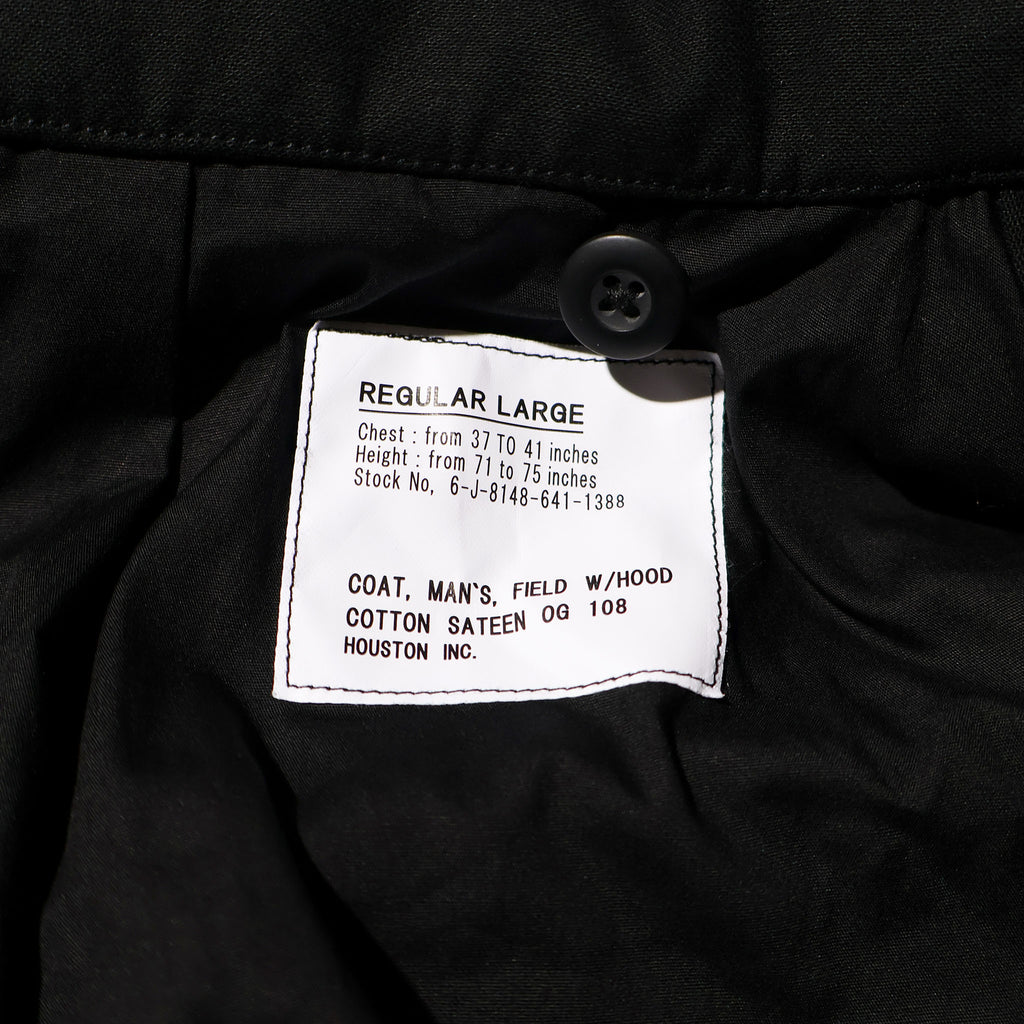 REGULAR LARGE
Chest : from 37 TO 41 inches
Height : from 71 to 75 inches
Stock No, 6-J-8148-641-1388
COAT, MAN`S, FIELD W/HOOD
COTTON SATEEN OG 108
HOUSTON INC.